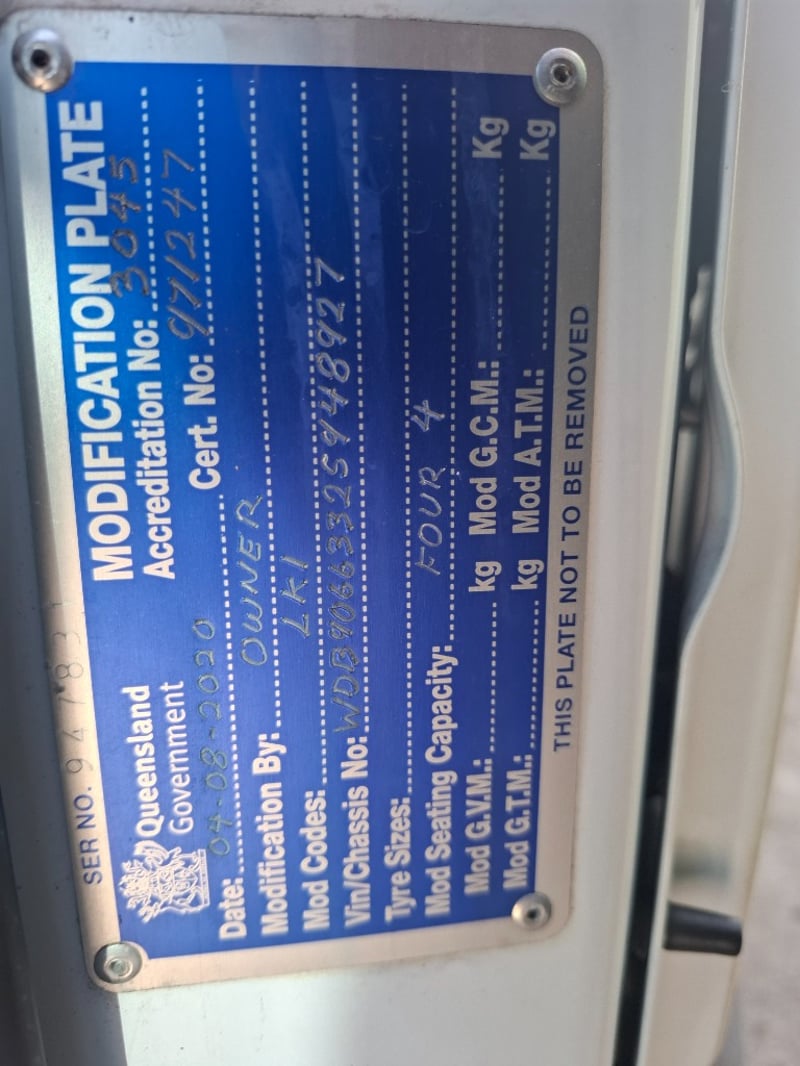 SER NO. 947831
Queensland
Government
MODIFICATION PLATE
Accreditation No: 3045
Date: 04-08-2020 Cert. No: 971247
Modification By: OWNER
Mod Codes: LK1
Vin/Chassis No: WDB9066332S948927
Tyre Sizes:
Mod Seating Capacity: FOUR 4
Mod G.V.M.: kg Mod G.C.M.: Kg
Mod G.T.M.: kg Mod A.T.M.: Kg
THIS PLATE NOT TO BE REMOVED